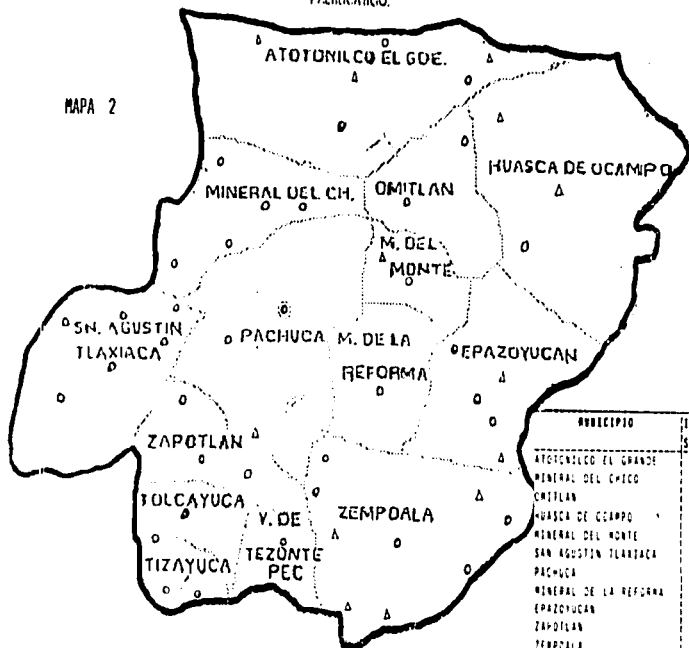 MAPA 2
ATOTONILCO EL GDE.
HUASCA DE OCAMPO
MINERAL DEL CH.
OMITLAN
M. DEL
MONTE
SN. AGUSTIN
TLAXIACA
PACHUCA
M. DE LA
REFORMA
EPAZOYUCAN
ZAPOTLAN
TOLCAYUCA
V. DE
TEZONTE
PEC
ZEMPOALA
TIZAYUCA
MUNICIPIO
ATOTONILCO EL GRANDE
MINERAL DEL CHICO
OMITLAN
HUASCA DE OCAMPO
MINERAL DEL MONTE
SAN AGUSTIN TLAXIACA
PACHUCA
MINERAL DE LA REFORMA
EPAZOYUCAN
ZAPOTLAN
ZEMPOALA